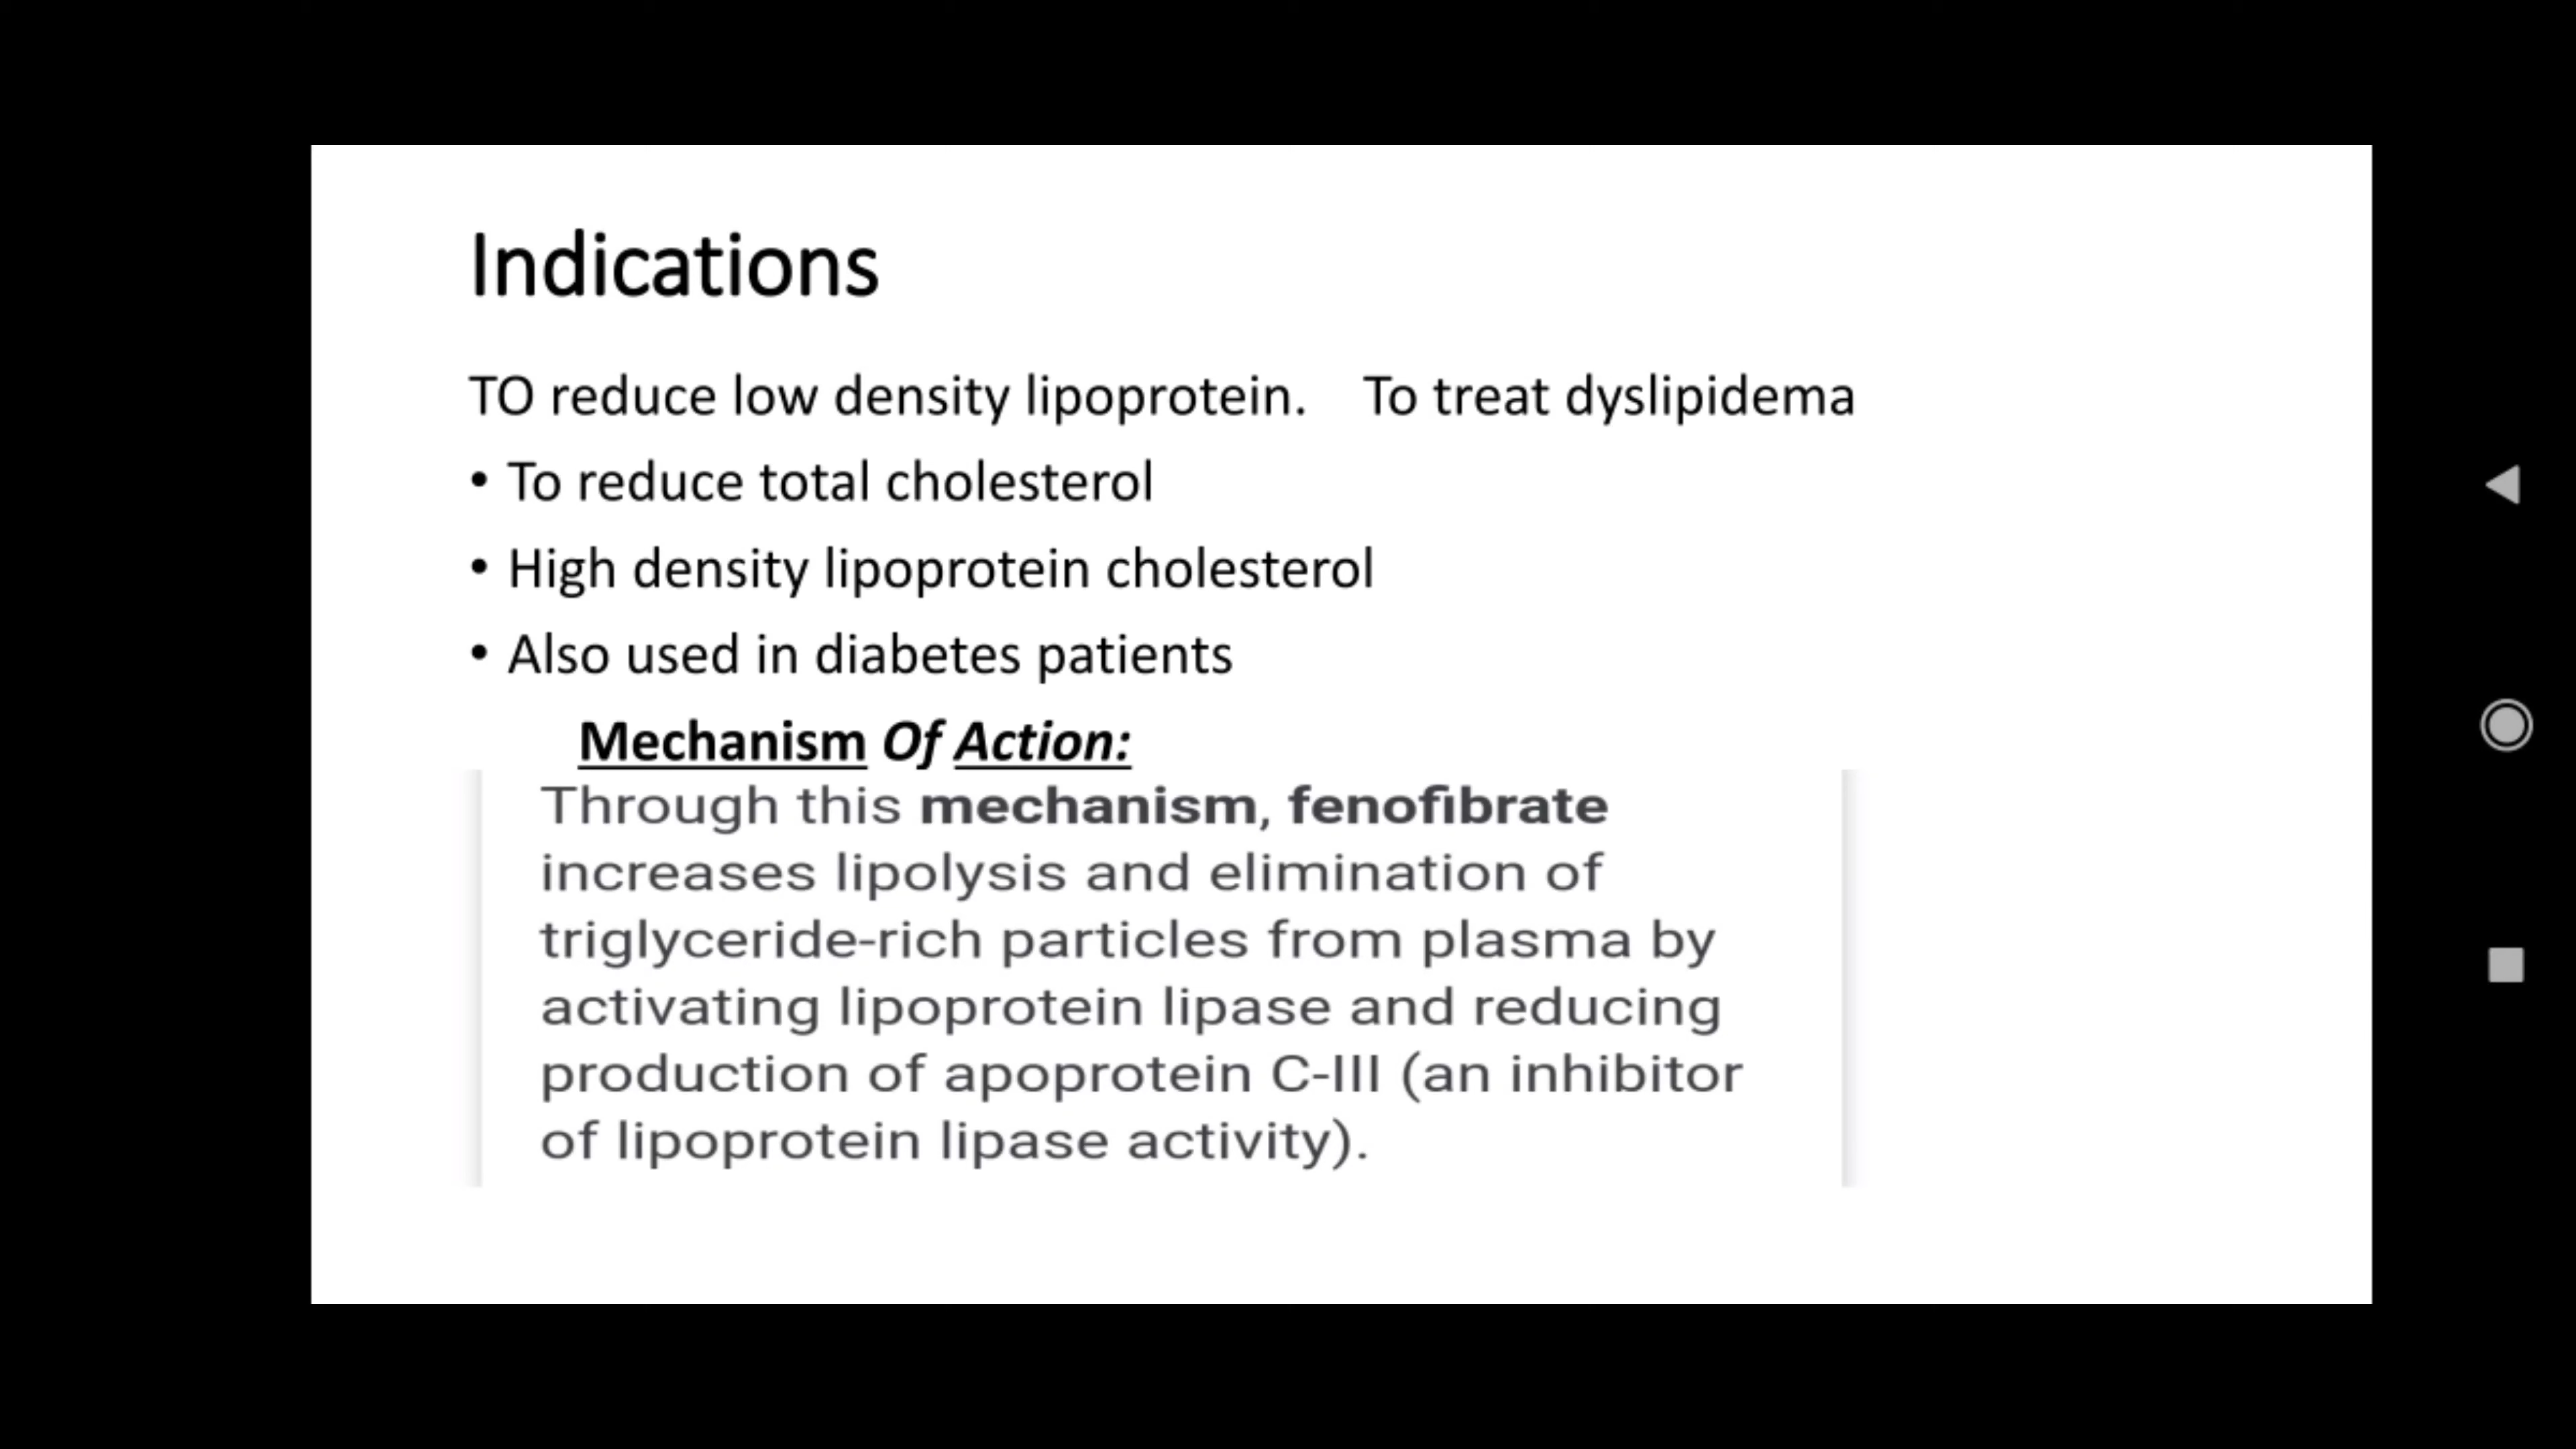 Indications
TO reduce low density lipoprotein. To treat dyslipidema
• To reduce total cholesterol
• High density lipoprotein cholesterol
• Also used in diabetes patients
Mechanism Of Action:
Through this mechanism, fenofibrate
increases lipolysis and elimination of
triglyceride-rich particles from plasma by
activating lipoprotein lipase and reducing
production of apoprotein C-III (an inhibitor
of lipoprotein lipase activity).